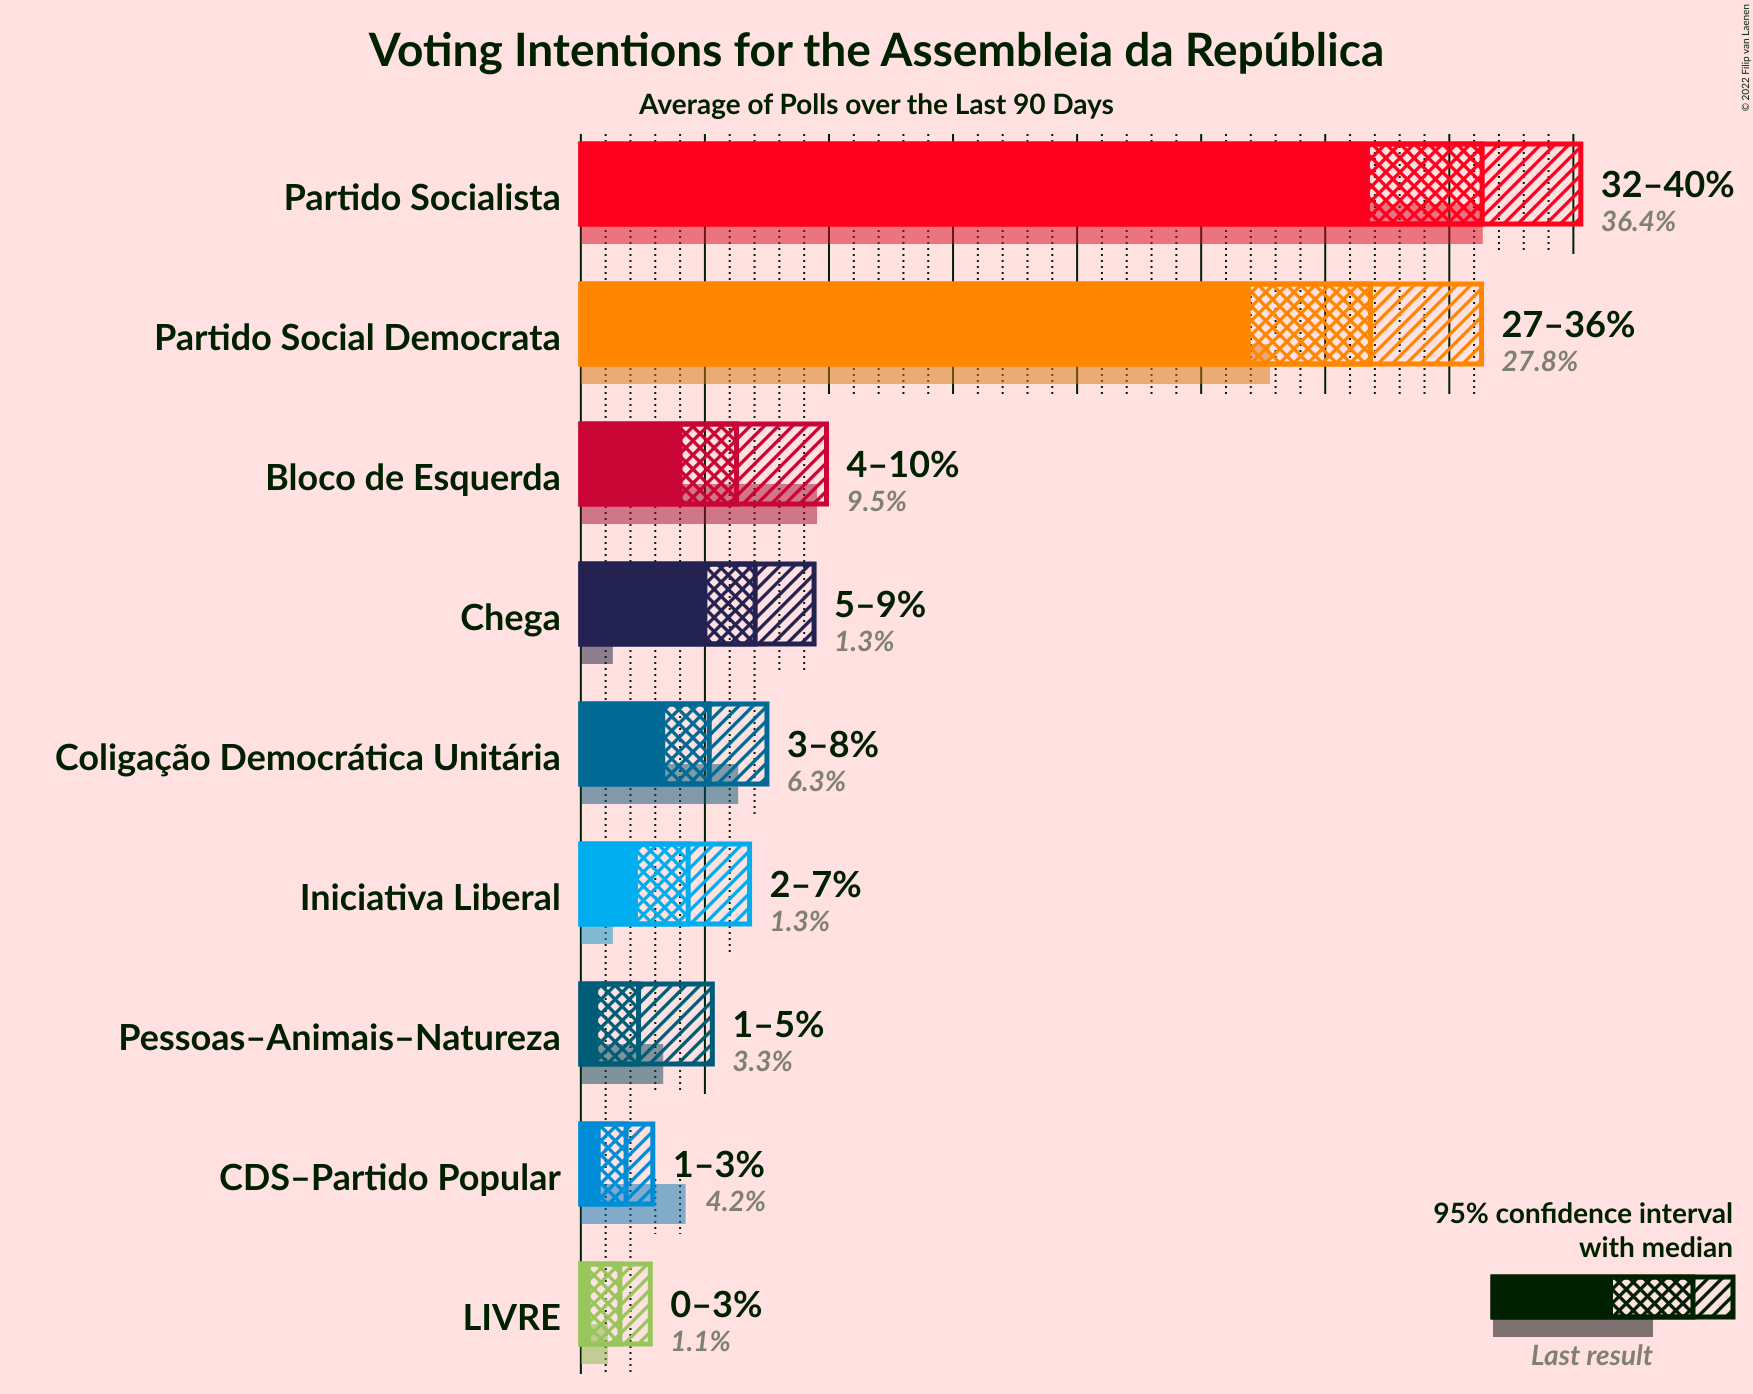 © 2022 Filip van Laenen
Voting Intentions for the Assembleia da República
Average of Polls over the Last 90 Days
Partido Socialista
32–40%
36.4%
Partido Social Democrata
27–36%
27.8%
Bloco de Esquerda
4–10%
9.5%
Chega
5–9%
1.3%
Coligação Democrática Unitária
3–8%
6.3%
Iniciativa Liberal
2–7%
1.3%
Pessoas–Animais–Natureza
1–5%
3.3%
CDS–Partido Popular
1–3%
4.2%
LIVRE
0–3%
1.1%
95% confidence interval
with median
Last result